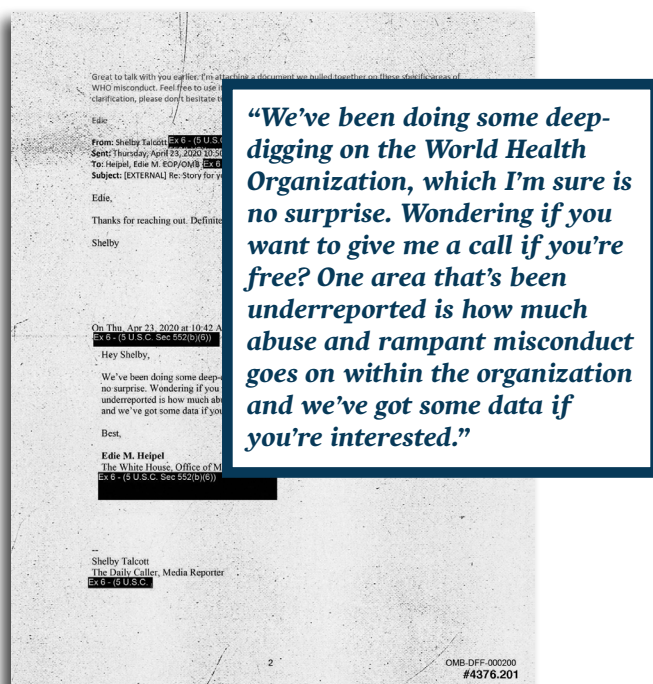 Great to talk with you earlier. I'm attaching a document we pulled together on these specific areas of
WHO misconduct. Feel free to use it
clarification, please don't hesitate t
Edie
From: Shelby Talcott Ex 6 - (5 U.S.C
Sent: Thursday, April 23, 2020 10:50
To: Heipel, Edie M. EOP/OMB Ex 6
Subject: [EXTERNAL] Re: Story for y
Edie,
Thanks for reaching out. Definite
Shelby
On Thu, Apr 23, 2020 at 10:42 A
Ex 6 - (5 U.S.C. Sec 552(b)(6))
Hey Shelby,
We've been doing some deep-
no surprise. Wondering if you
underreported is how much ab
and we've got some data if you
Best,
Edie M. Heipel
The White House, Office of M
Ex 6 - (5 U.S.C. Sec 552(b)(6))
--
Shelby Talcott
The Daily Caller, Media Reporter
Ex 6 - (5 U.S.C.
2
OMB-DFF-000200
#4376.201
“We’ve been doing some deep-
digging on the World Health
Organization, which I’m sure is
no surprise. Wondering if you
want to give me a call if you’re
free? One area that’s been
underreported is how much
abuse and rampant misconduct
goes on within the organization
and we’ve got some data if
you’re interested.”